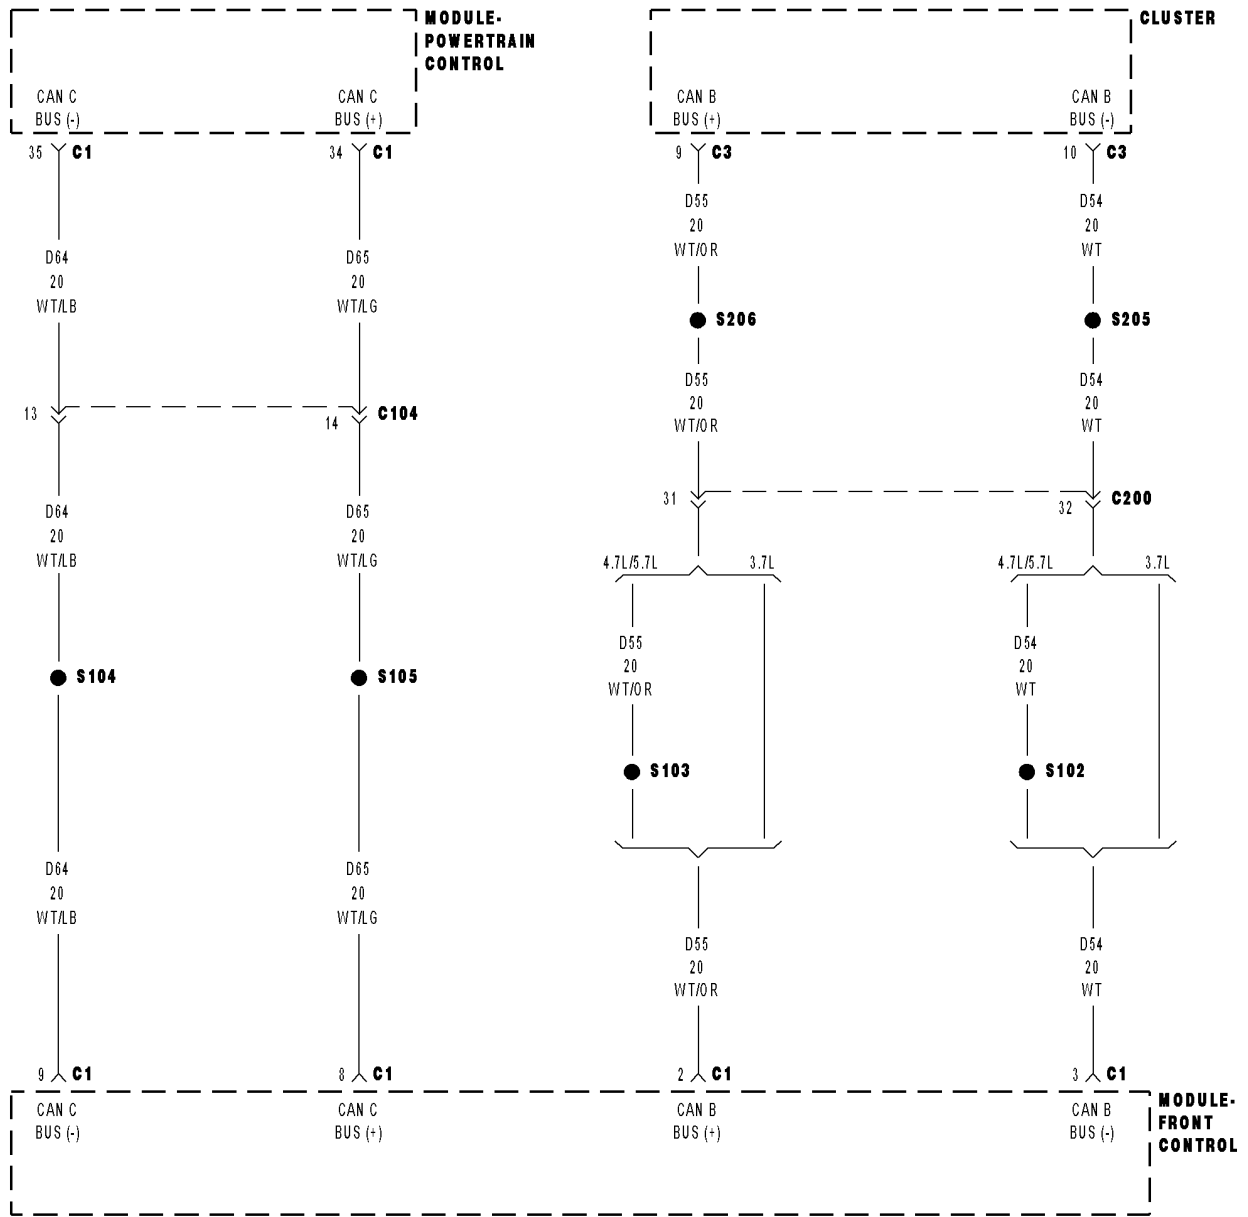 MODULE-
POWERTRAIN
CONTROL
CLUSTER
CAN C
BUS (-)
CAN C
BUS (+)
CAN B
BUS (+)
CAN B
BUS (-)
35 C1
34 C1
9 C3
10 C3
D55
20
WT/OR
D54
20
WT
D64
20
WT/LB
D65
20
WT/LG
S206
S205
D55
20
WT/OR
D54
20
WT
13
14
C104
31
32
C200
D64
20
WT/LB
D65
20
WT/LG
4.7L/5.7L
3.7L
4.7L/5.7L
3.7L
D55
20
WT/OR
D54
20
WT
S104
S105
S103
S102
D64
20
WT/LB
D65
20
WT/LG
D55
20
WT/OR
D54
20
WT
9 C1
8 C1
2 C1
3 C1
CAN C
BUS (-)
CAN C
BUS (+)
CAN B
BUS (+)
CAN B
BUS (-)
MODULE-
FRONT
CONTROL